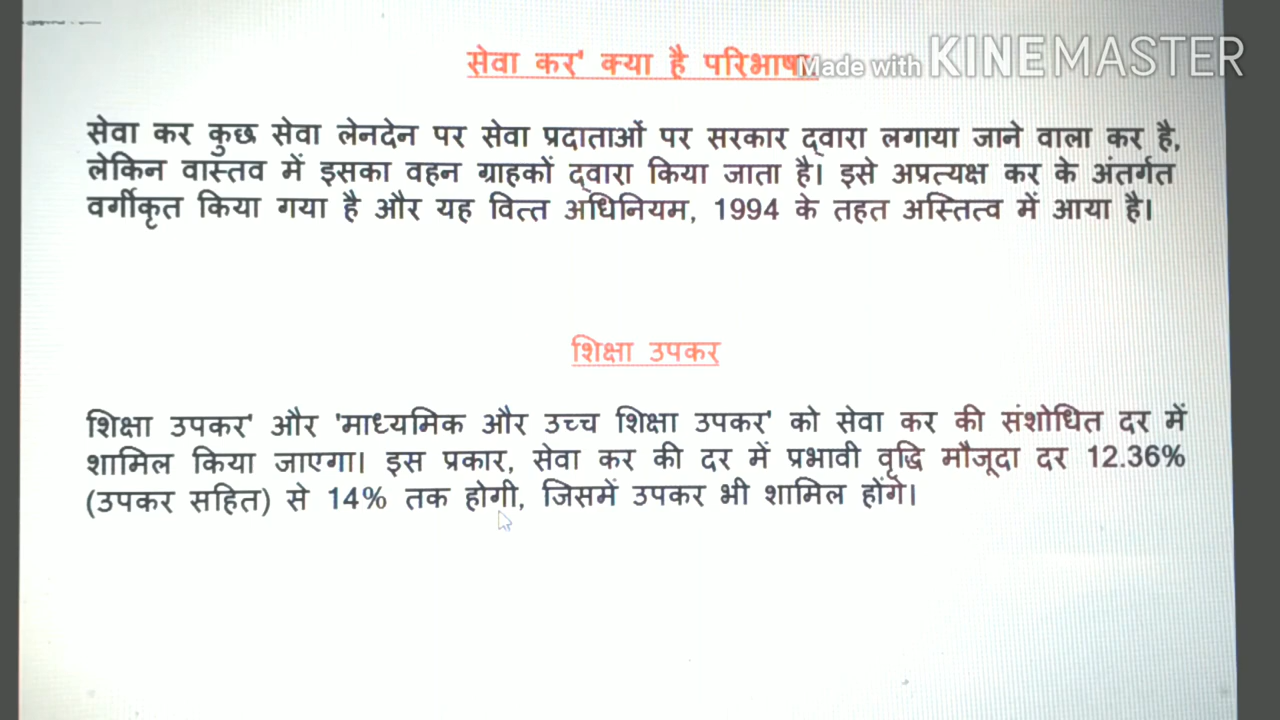 सेवा कर' क्या है परिभाषा
Made with KINEMASTER
सेवा कर कुछ सेवा लेनदेन पर सेवा प्रदाताओं पर सरकार द्वारा लगाया जाने वाला कर है,
लेकिन वास्तव में इसका वहन ग्राहकों द्वारा किया जाता है। इसे अप्रत्यक्ष कर के अंतर्गत
वर्गीकृत किया गया है और यह वित्त अधिनियम, 1994 के तहत अस्तित्व में आया है।
शिक्षा उपकर
शिक्षा उपकर' और 'माध्यमिक और उच्च शिक्षा उपकर' को सेवा कर की संशोधित दर में
शामिल किया जाएगा। इस प्रकार, सेवा कर की दर में प्रभावी वृद्धि मौजूदा दर 12.36%
(उपकर सहित) से 14% तक होगी, जिसमें उपकर भी शामिल होंगे।